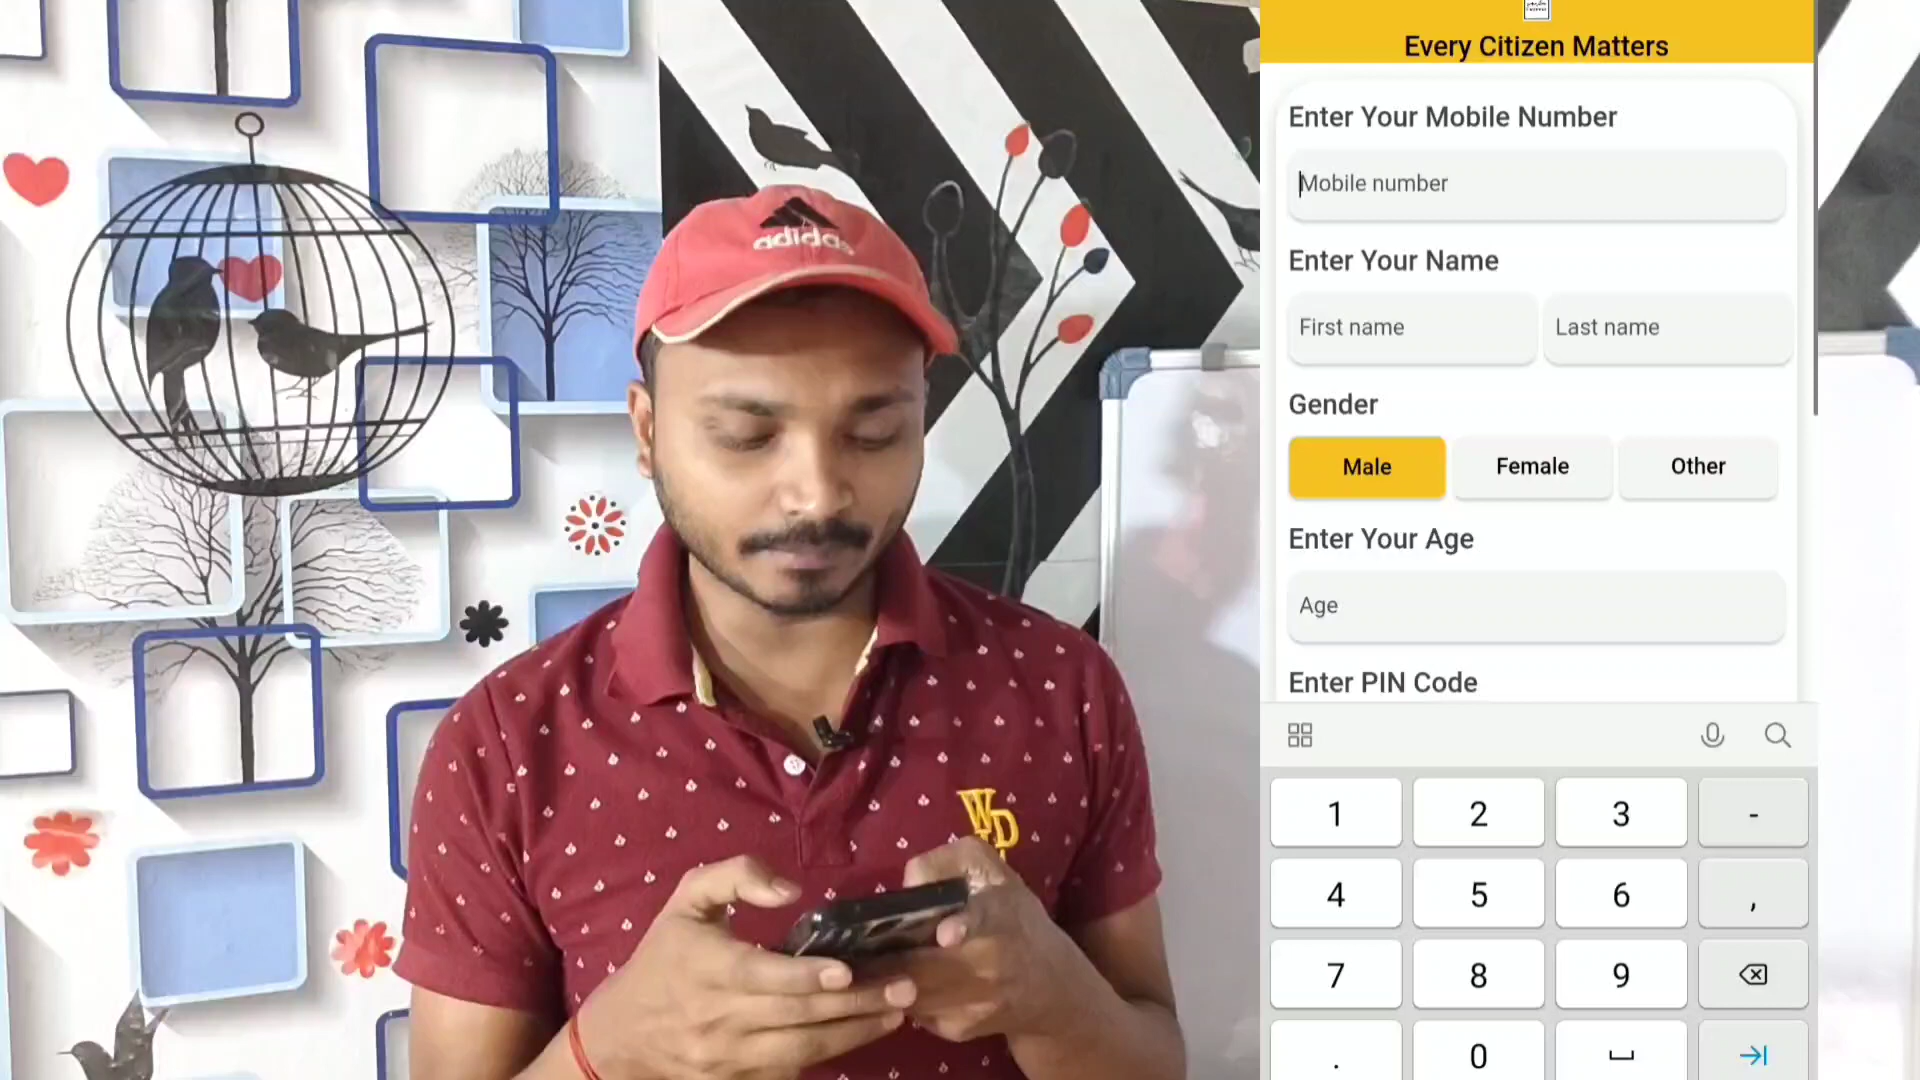 Every Citizen Matters
Enter Your Mobile Number
Mobile number
Enter Your Name
First name Last name
Gender
Male Female Other
Enter Your Age
Age
Enter PIN Code
1 2 3 -
4 5 6 ,
7 8 9
. 0
adidas
WD